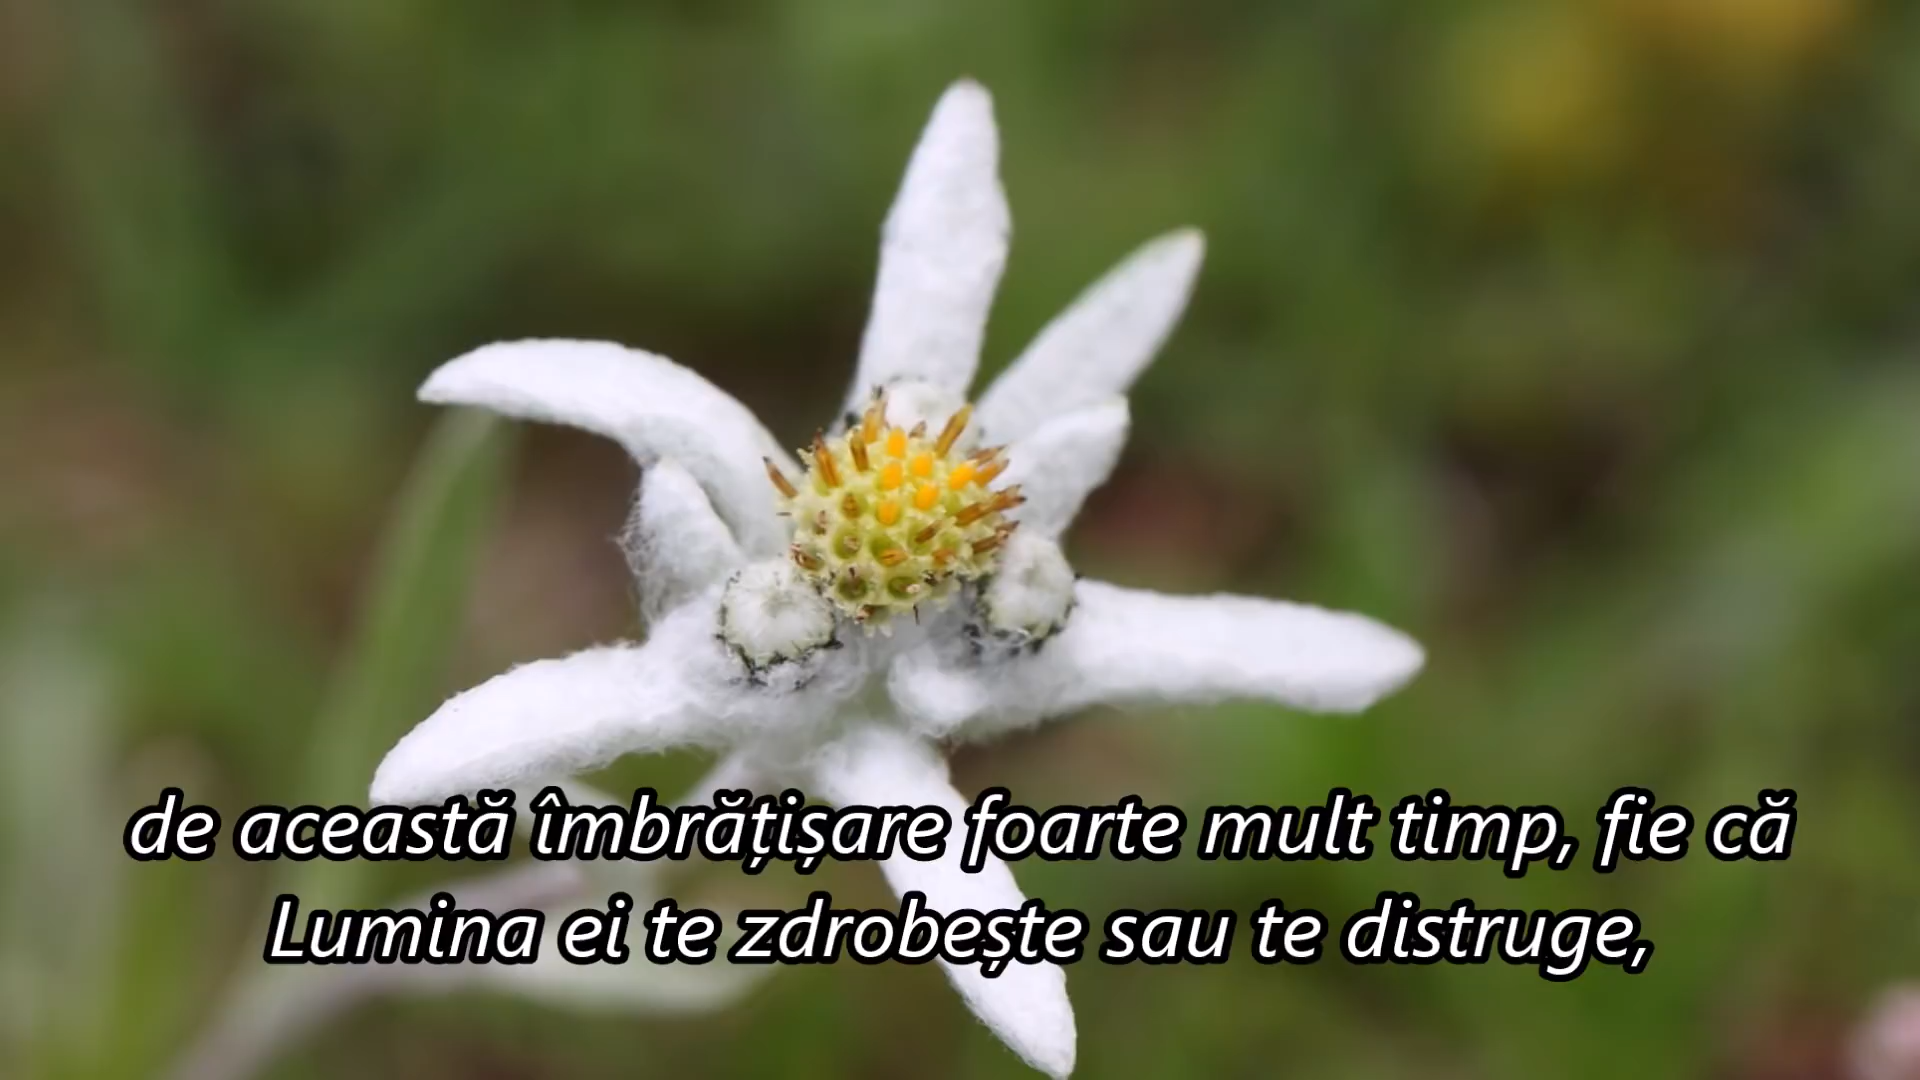 de această îmbrățișare foarte mult timp, fie că
Lumina ei te zdrobește sau te distruge,